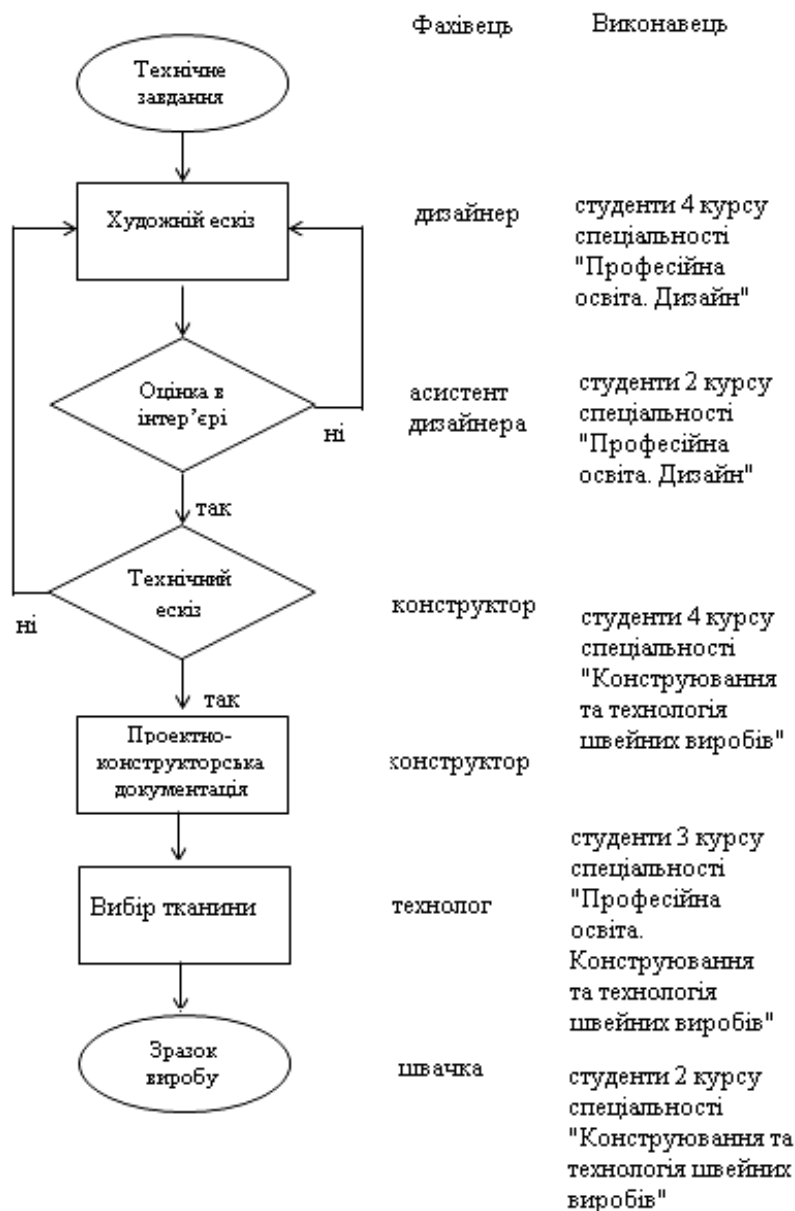 Фахівець Виконавець
Технічне
завдання
Художній ескіз
дизайнер
студенти 4 курсу
спеціальності
"Професійна
освіта. Дизайн"
Оцінка в
інтер’єрі
ні
так
асистент
дизайнера
студенти 2 курсу
спеціальності
"Професійна
освіта. Дизайн"
Технічний
ескіз
ні
так
конструктор
студенти 4 курсу
спеціальності
"Конструювання
та технологія
швейних виробів"
Проектно-
конструкторська
документація
конструктор
Вибір тканини
технолог
студенти 3 курсу
спеціальності
"Професійна
освіта.
Конструювання
та технологія
швейних виробів"
Зразок
виробу
швачка
студенти 2 курсу
спеціальності
"Конструювання та
технологія швейних
виробів"